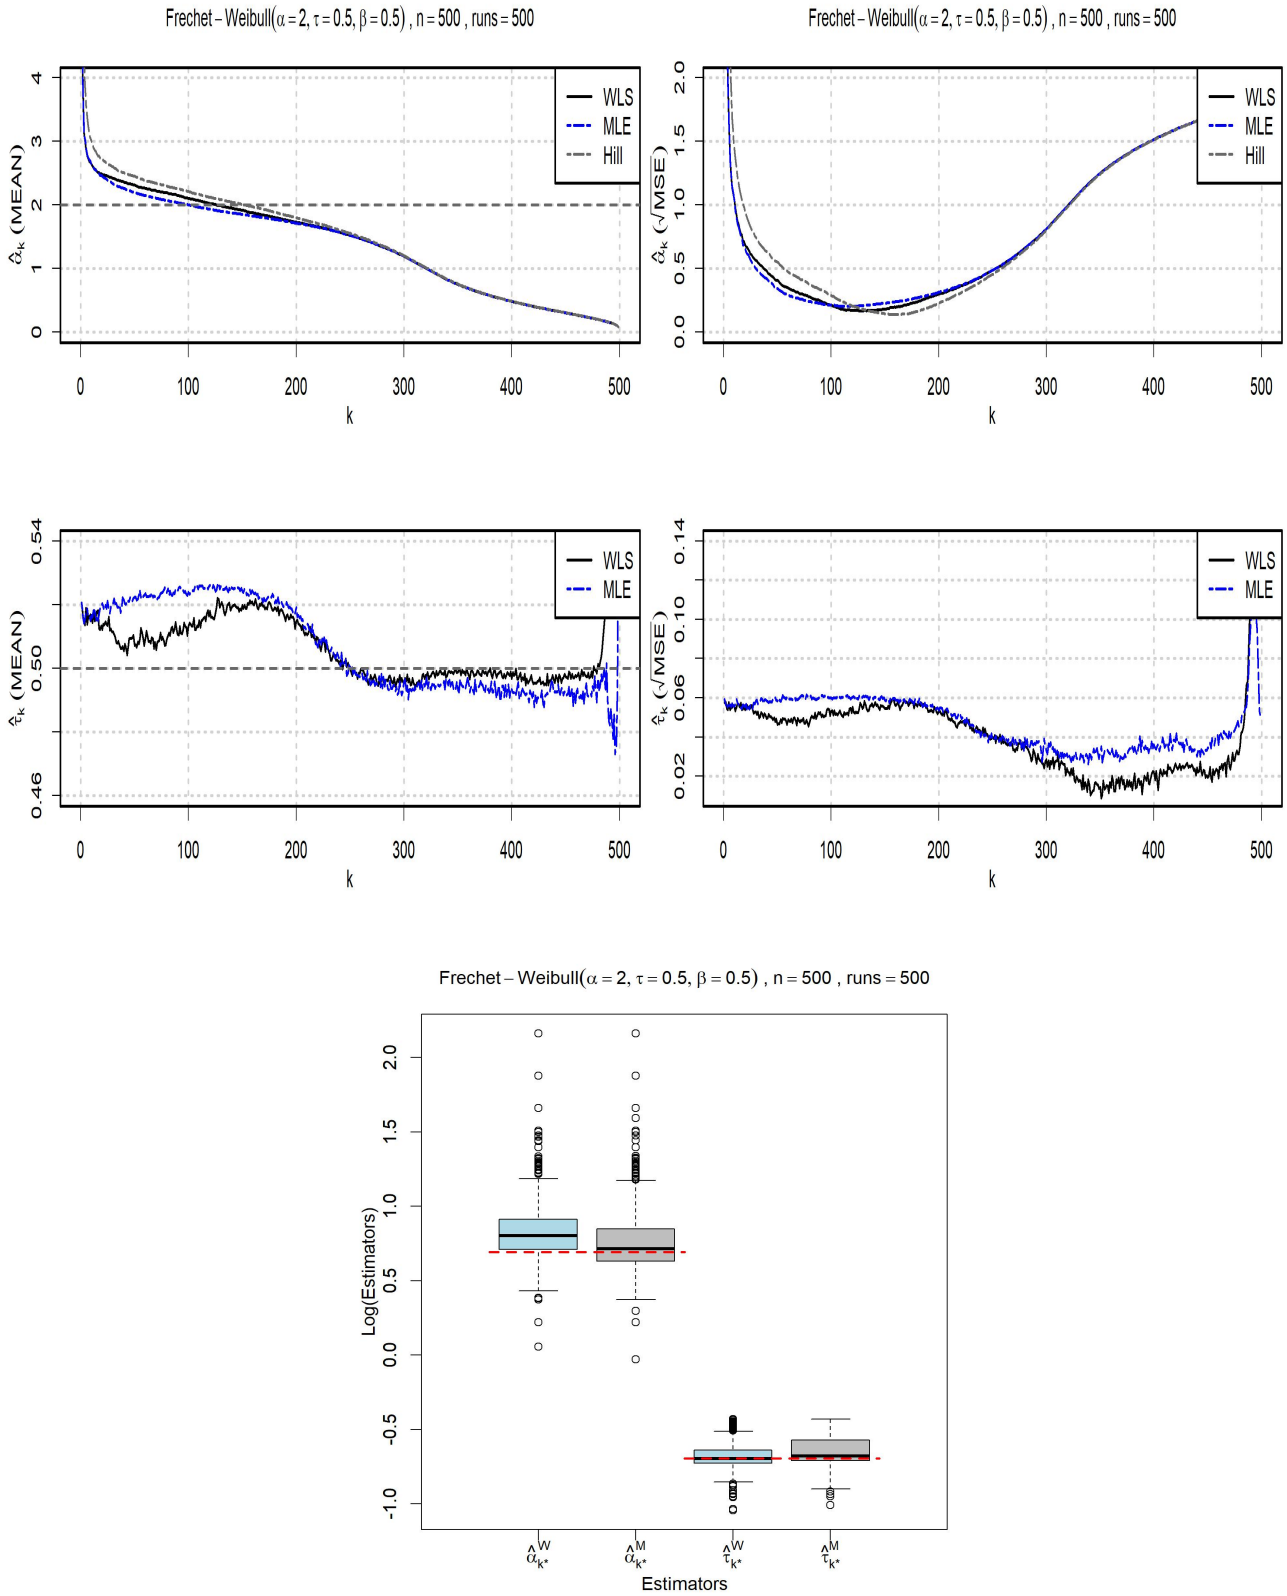 Frechet – Weibull(α = 2, τ = 0.5, β = 0.5) , n = 500 , runs = 500
α̂k (MEAN)
4
3
2
1
0
WLS
MLE
Hill
0 100 200 300 400 500
k
Frechet – Weibull(α = 2, τ = 0.5, β = 0.5) , n = 500 , runs = 500
α̂k (√MSE)
2.0
1.5
1.0
0.5
0.0
WLS
MLE
Hill
0 100 200 300 400 500
k
τ̂k (MEAN)
0.54
0.50
0.46
WLS
MLE
0 100 200 300 400 500
k
τ̂k (√MSE)
0.14
0.10
0.06
0.02
WLS
MLE
0 100 200 300 400 500
k
Frechet – Weibull(α = 2, τ = 0.5, β = 0.5) , n = 500 , runs = 500
Log(Estimators)
2.0
1.5
1.0
0.5
0.0
-0.5
-1.0
α̂Wk* α̂Mk* τ̂Wk* τ̂Mk*
Estimators